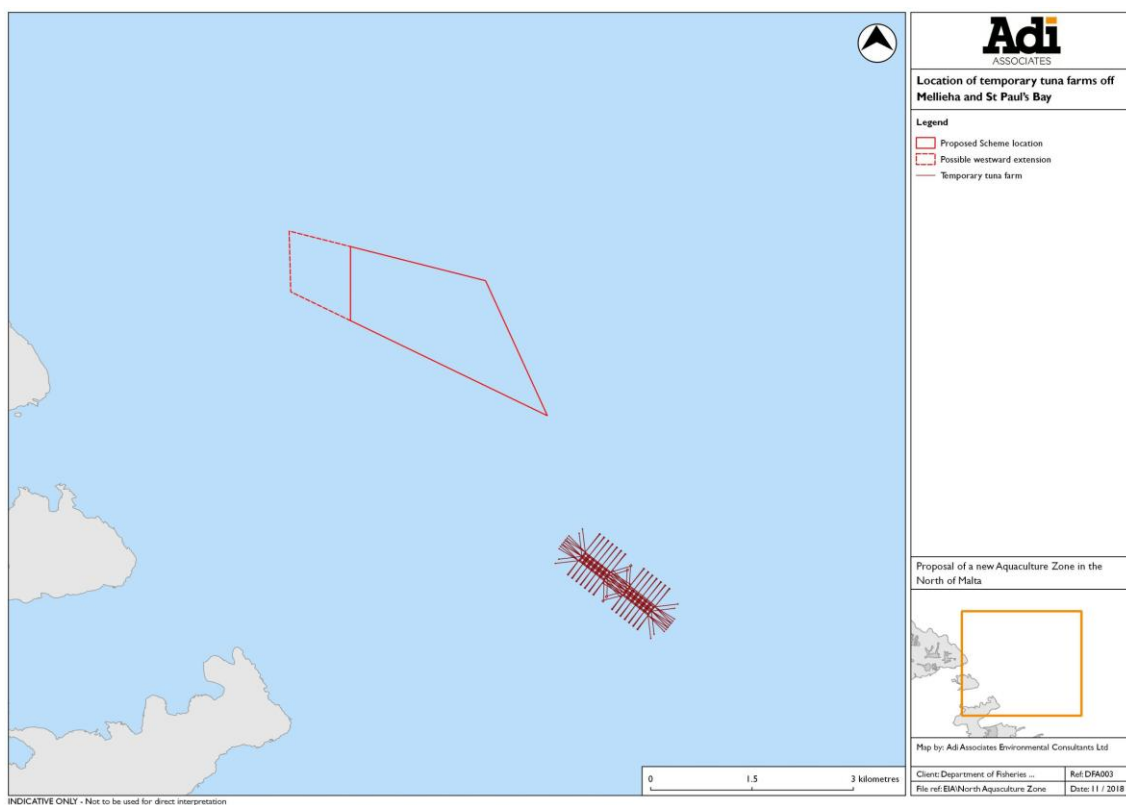 Adi
ASSOCIATES
Location of temporary tuna farms off
Mellieha and St Paul's Bay
Legend
Proposed Scheme location
Possible westward extension
Temporary tuna farm
Proposal of a new Aquaculture Zone in the
North of Malta
Map by: Adi Associates Environmental Consultants Ltd
Client: Department of Fisheries ...
Ref: DFA003
File ref: EIA\North Aquaculture Zone
Date: 11 / 2018
0 1.5 3 kilometres
INDICATIVE ONLY - Not to be used for direct interpretation